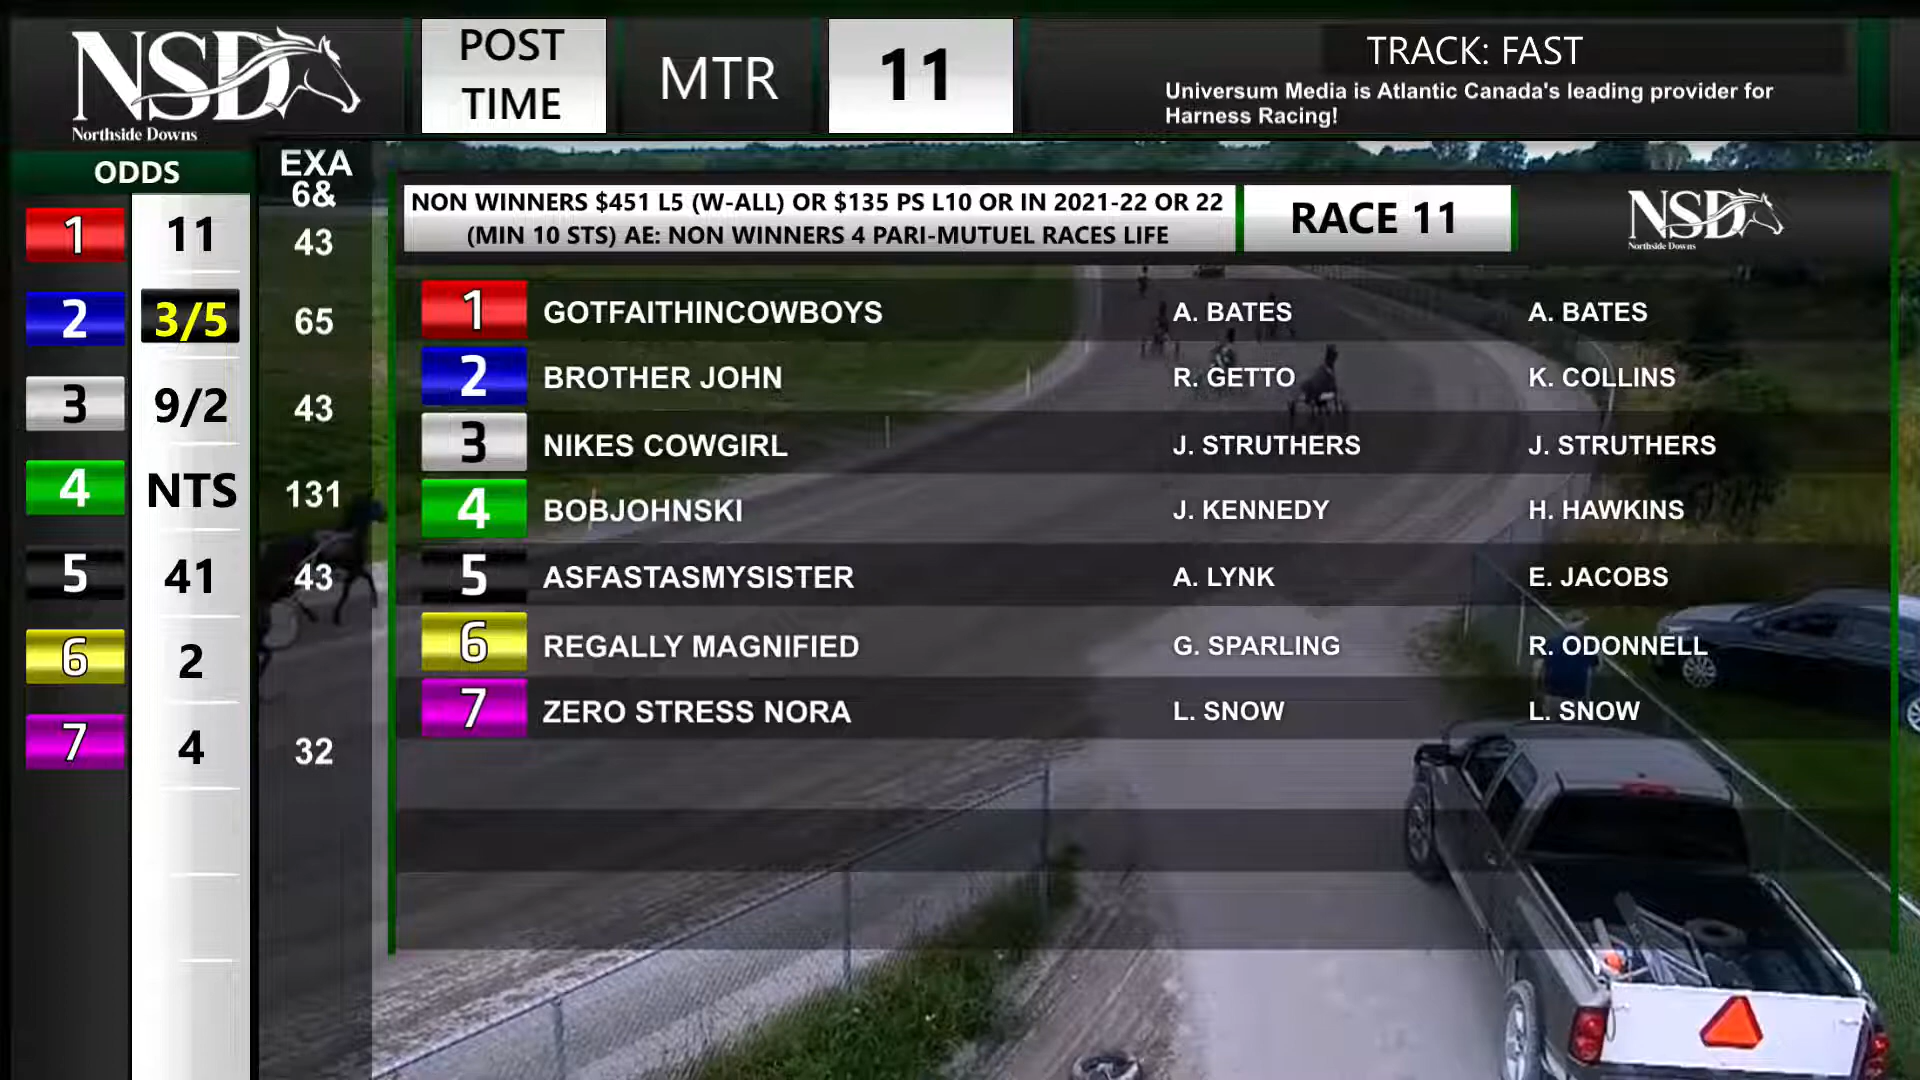 NSD
Northside Downs
POST
TIME
MTR
11
TRACK: FAST
Universum Media is Atlantic Canada's leading provider for
Harness Racing!
ODDS
EXA
6&
1 11 43
2 3/5 65
3 9/2 43
4 NTS 131
5 41 43
6 2
7 4 32
NON WINNERS $451 L5 (W-ALL) OR $135 PS L10 OR IN 2021-22 OR 22
(MIN 10 STS) AE: NON WINNERS 4 PARI-MUTUEL RACES LIFE
RACE 11
NSD
Northside Downs
1 GOTFAITHINCOWBOYS A. BATES A. BATES
2 BROTHER JOHN R. GETTO K. COLLINS
3 NIKES COWGIRL J. STRUTHERS J. STRUTHERS
4 BOBJOHNSKI J. KENNEDY H. HAWKINS
5 ASFASTASMYSISTER A. LYNK E. JACOBS
6 REGALLY MAGNIFIED G. SPARLING R. ODONNELL
7 ZERO STRESS NORA L. SNOW L. SNOW